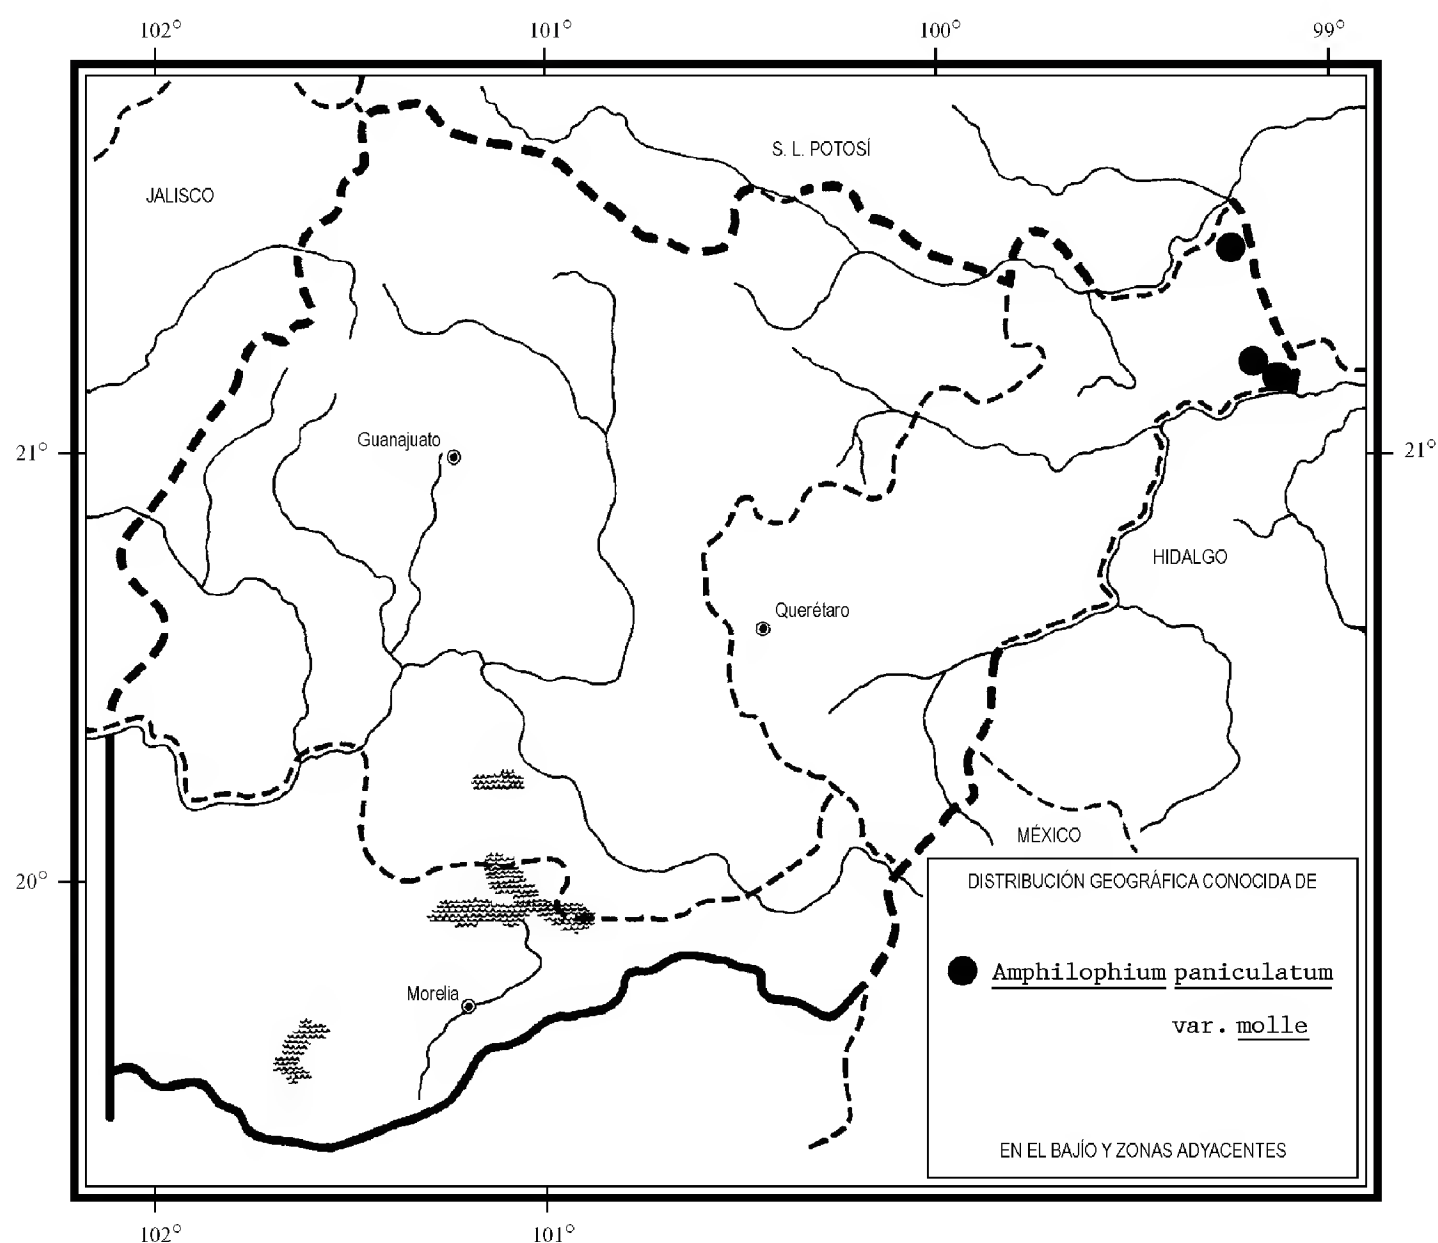 102° 101° 100° 99°
S. L. POTOSÍ
JALISCO
Guanajuato
21° 21°
HIDALGO
Querétaro
MÉXICO
20°
DISTRIBUCIÓN GEOGRÁFICA CONOCIDA DE
Amphilophium paniculatum
var. molle
Morelia
EN EL BAJÍO Y ZONAS ADYACENTES
102° 101°